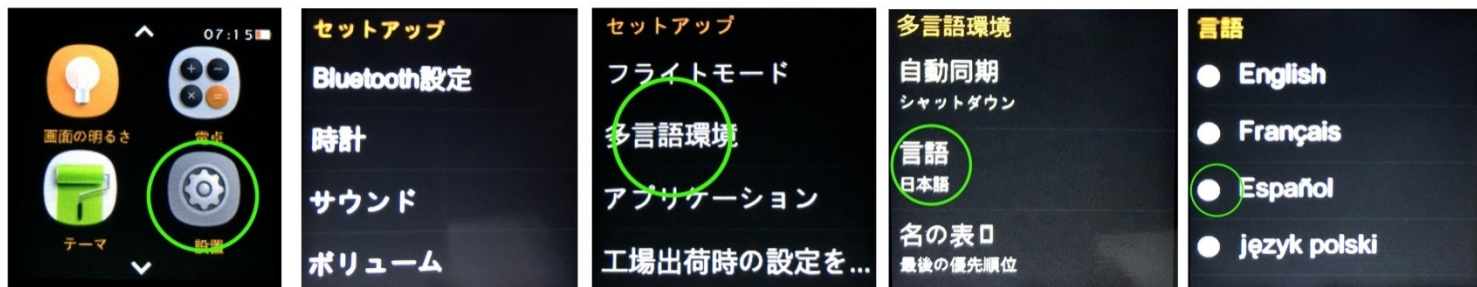 07:15
画面の明るさ
電卓
テーマ
設置
セットアップ
Bluetooth設定
時計
サウンド
ボリューム
セットアップ
フライトモード
多言語環境
アプリケーション
工場出荷時の設定を...
多言語環境
自動同期
シャットダウン
言語
日本語
名の表ロ
最後の優先順位
言語
English
Français
Español
język polski